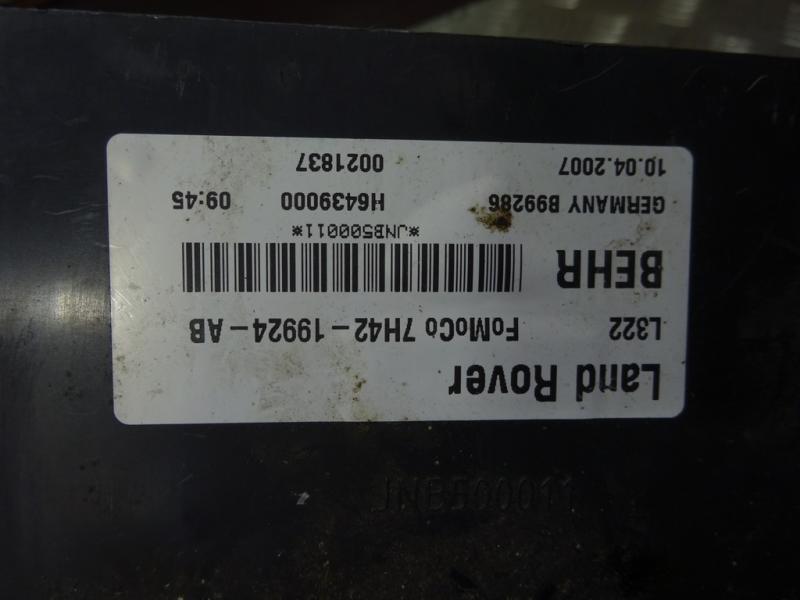 Land Rover
L322 FoMoCo 7H42-19924-AB
BEHR
*JNB500011*
GERMANY B99286 H6439000 09:45
10.04.2007 0021837
JNB500011